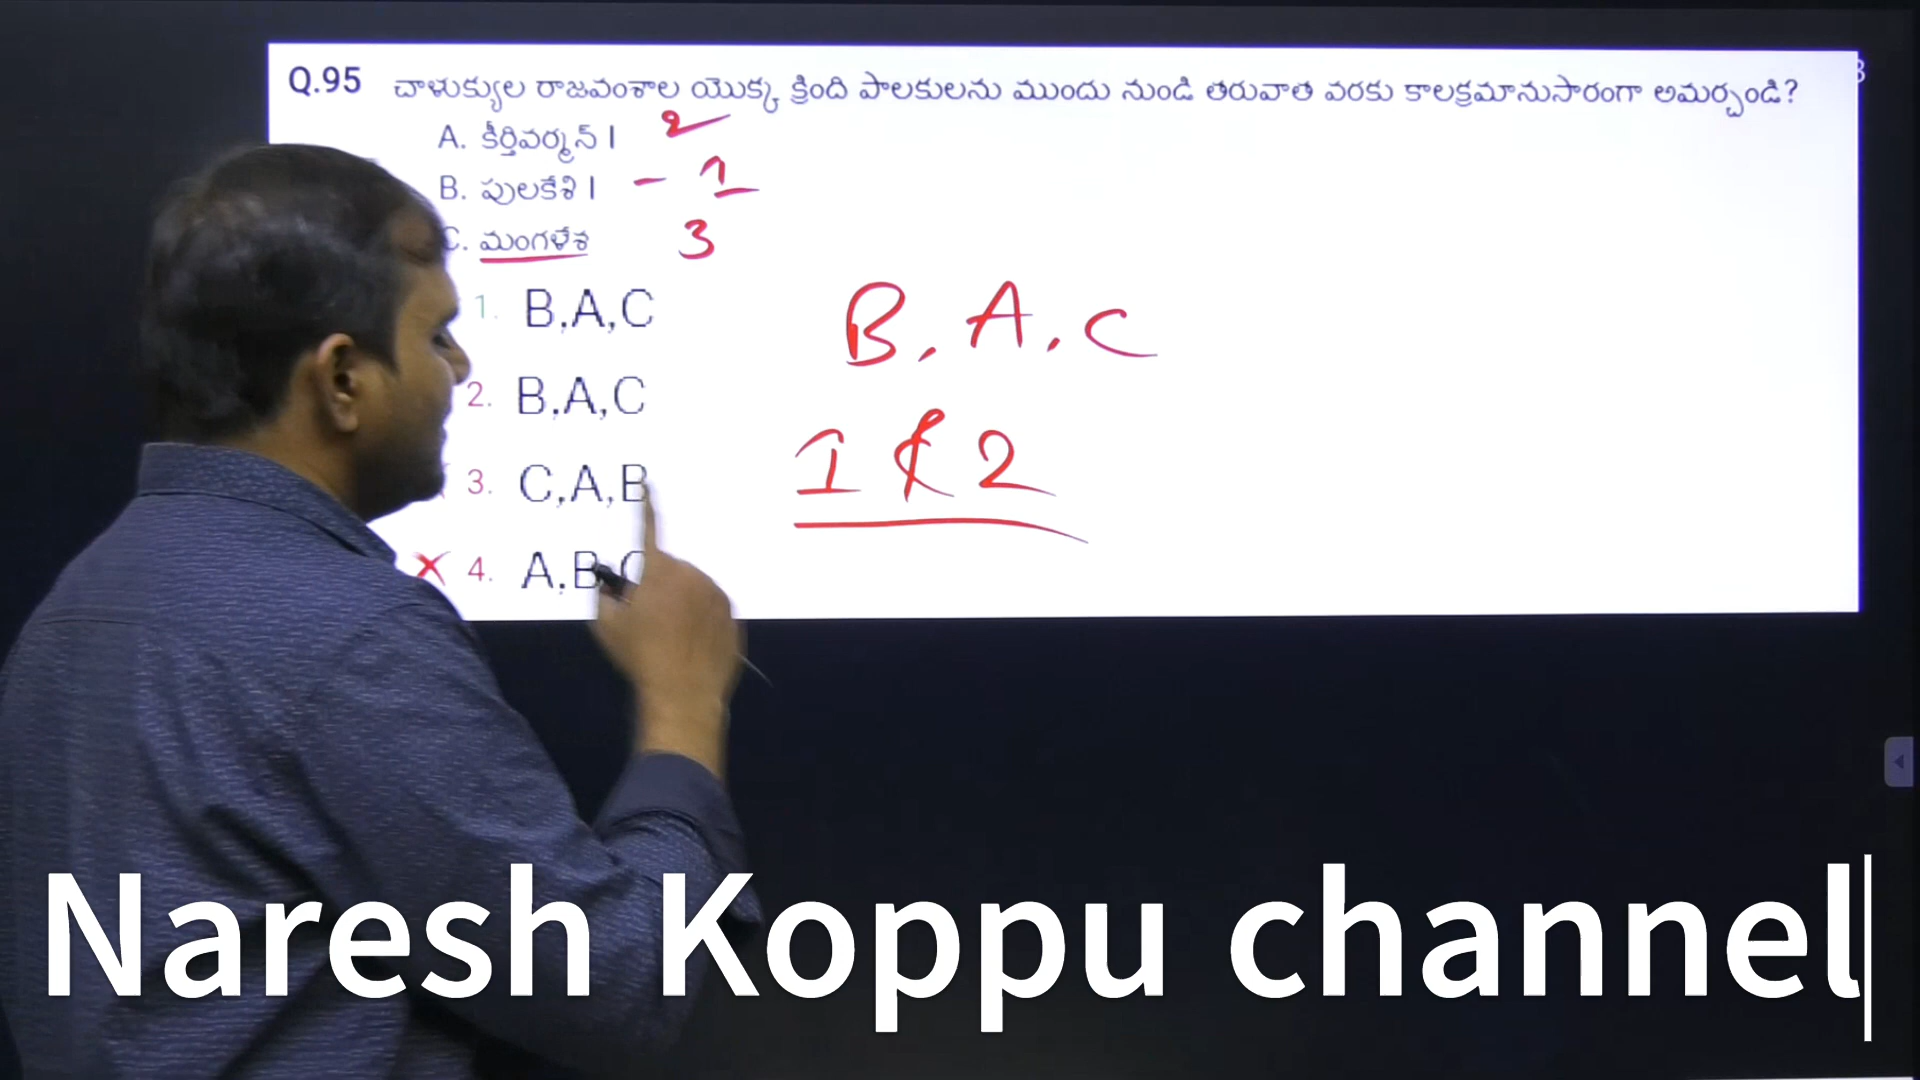 Q.95 చాళుక్యుల రాజవంశాల యొక్క క్రింది పాలకులను ముందు నుండి తరువాత వరకు కాలక్రమానుసారంగా అమర్చండి?
A. కీర్తివర్మన్ I 2
B. పులకేశి I - 1
C. మంగళేశ 3
1. B,A,C
2. B,A,C
3. C,A,B
X 4. A,B,C
B, A, C
1 & 2
Naresh Koppu channel